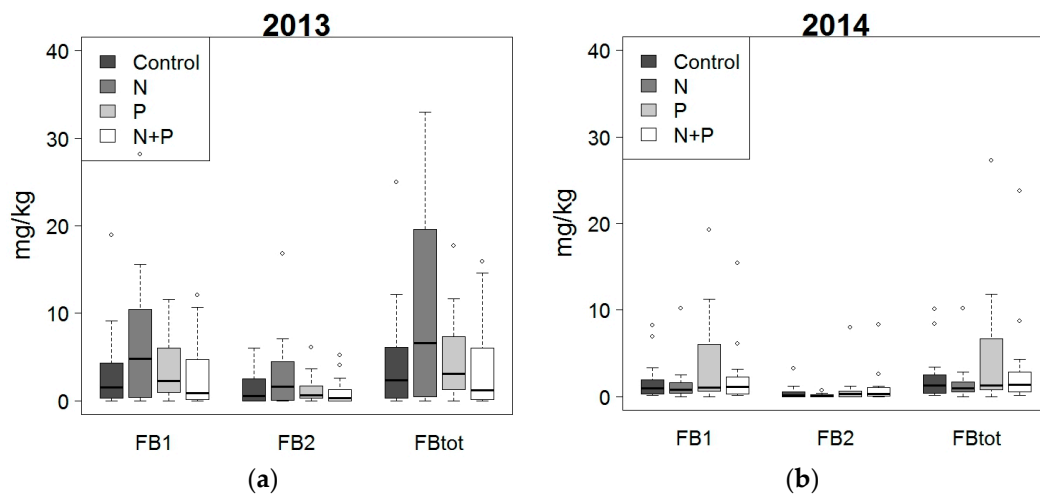 2013
40
30
20
10
0
mg/kg
Control
N
P
N+P
FB1
FB2
FBtot
(a)
2014
40
30
20
10
0
mg/kg
Control
N
P
N+P
FB1
FB2
FBtot
(b)